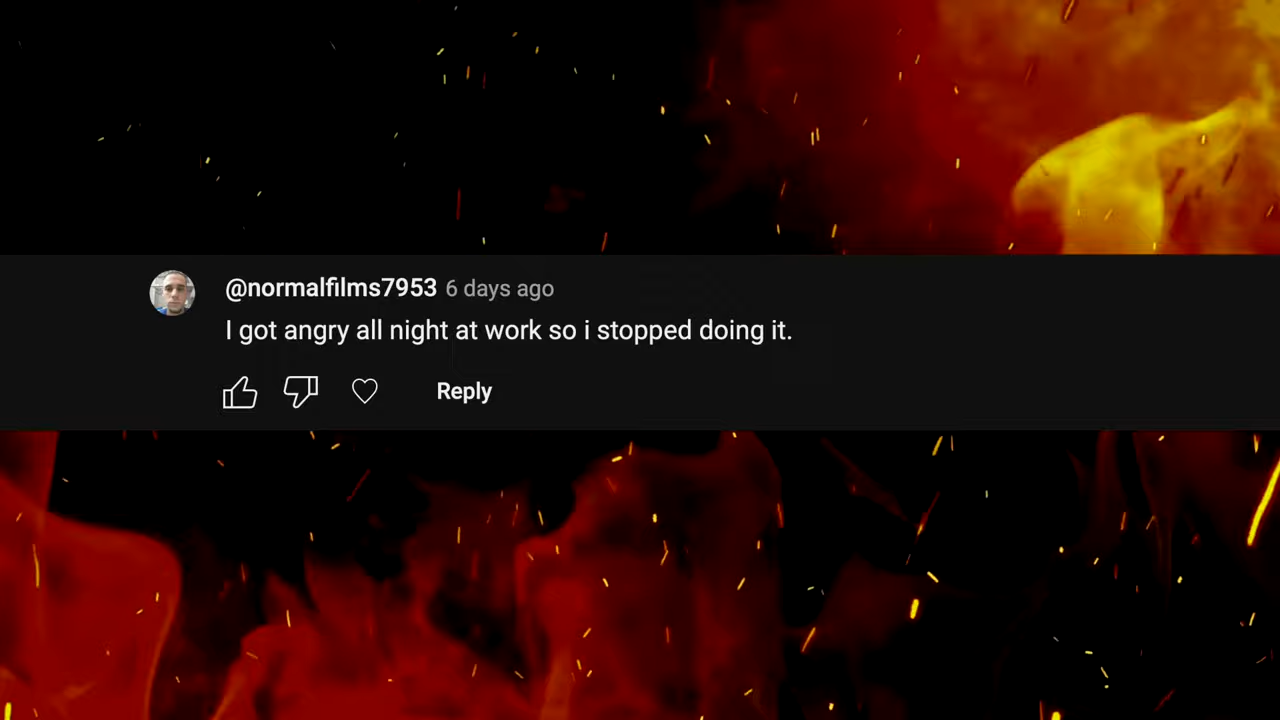 @normalfilms7953 6 days ago
I got angry all night at work so i stopped doing it.
Reply